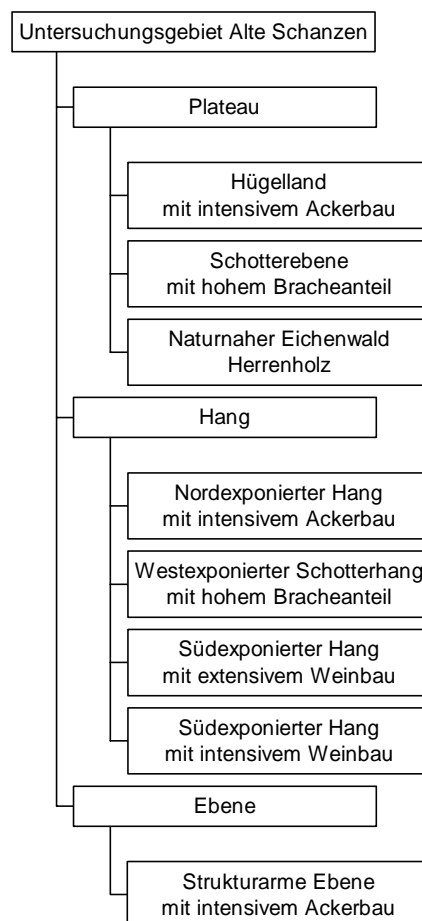 Untersuchungsgebiet Alte Schanzen
Plateau
Hügelland
mit intensivem Ackerbau
Schotterebene
mit hohem Bracheanteil
Naturnaher Eichenwald
Herrenholz
Hang
Nordexponierter Hang
mit intensivem Ackerbau
Westexponierter Schotterhang
mit hohem Bracheanteil
Südexponierter Hang
mit extensivem Weinbau
Südexponierter Hang
mit intensivem Weinbau
Ebene
Strukturarme Ebene
mit intensivem Ackerbau